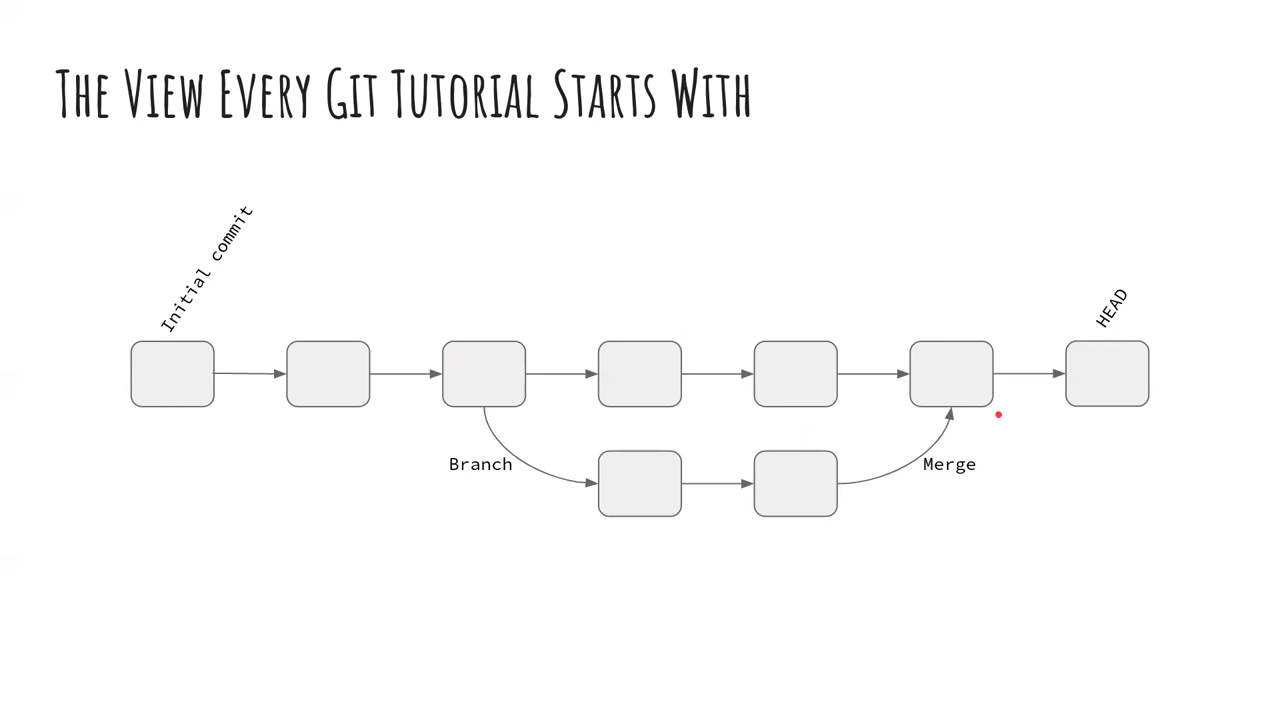 The View Every Git Tutorial Starts With
Initial commit
HEAD
Branch
Merge